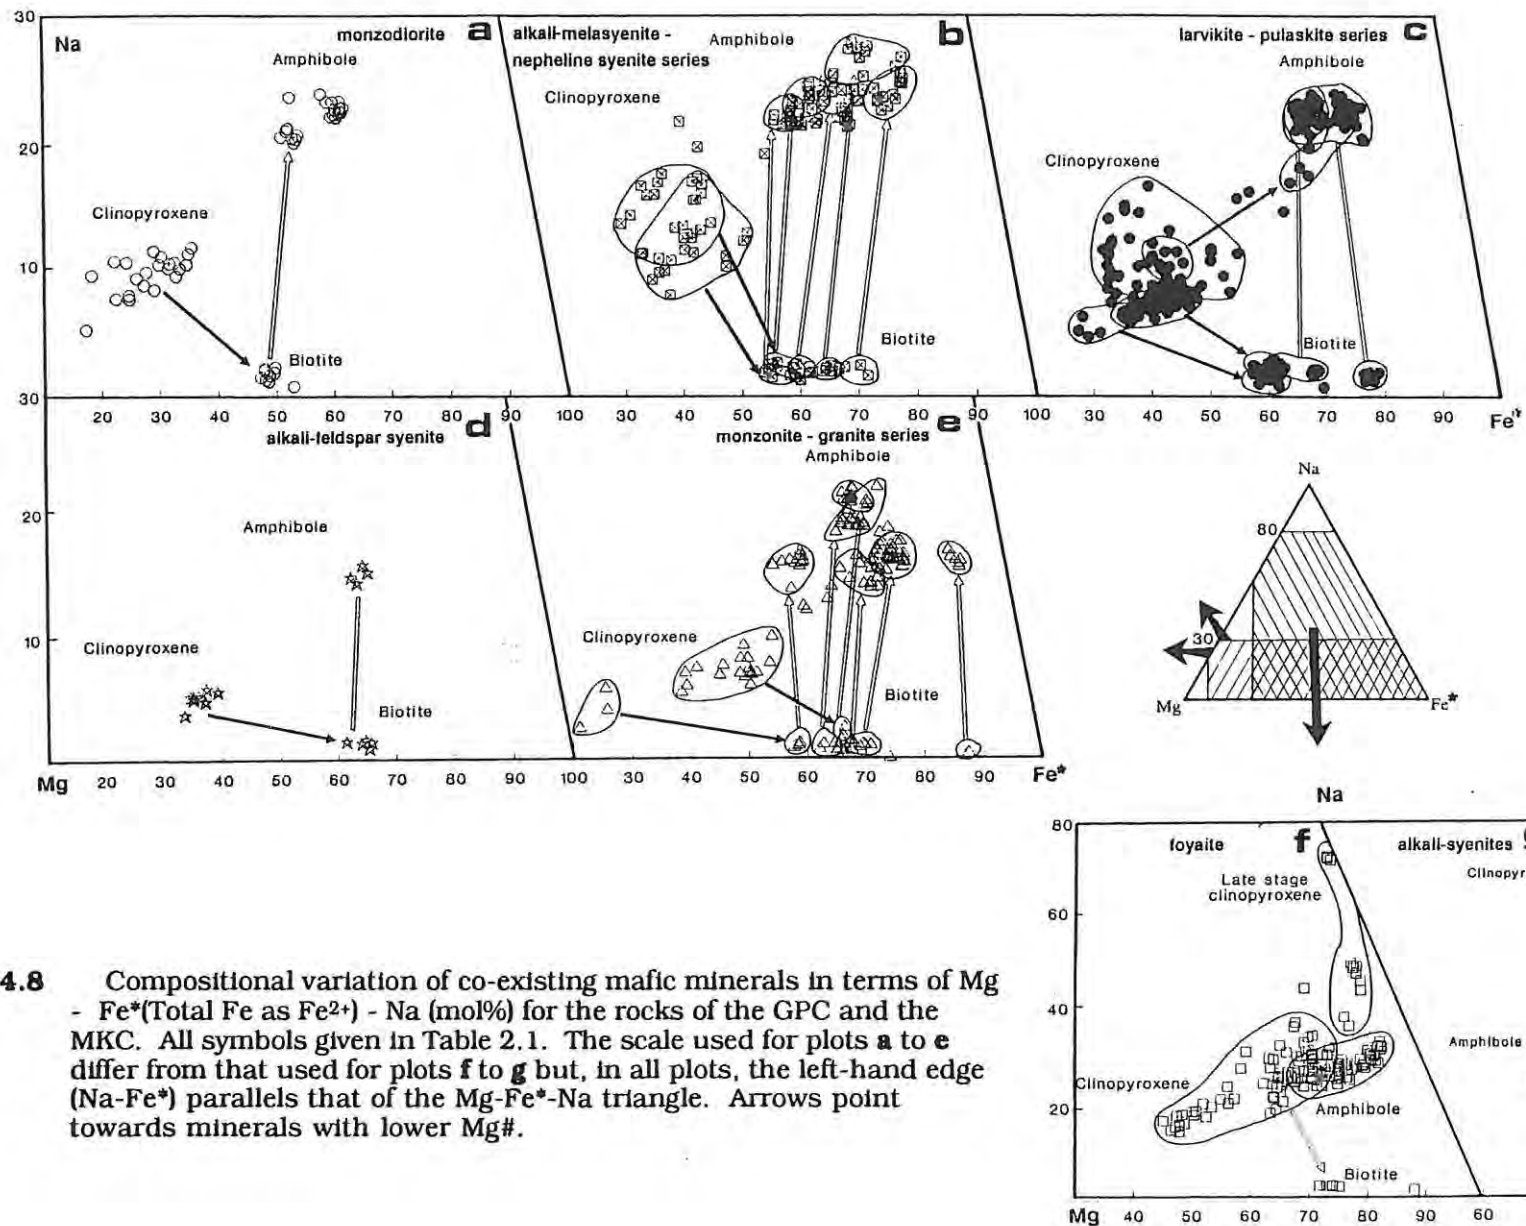 30
Na
monzodiorite
a
Amphibole
20
Clinopyroxene
10
Biotite
alkali-melasyenite -
nepheline syenite series
b
Amphibole
Clinopyroxene
Biotite
larvikite - pulaskite series
c
Amphibole
Clinopyroxene
Biotite
30
20 30 40 50 60 70 80 90 100 30 40 50 60 70 80 90 100 30 40 50 60 70 80 90
Fe*
alkali-feldspar syenite
d
20
Amphibole
10
Clinopyroxene
Biotite
monzonite - granite series
e
Amphibole
Clinopyroxene
Biotite
Mg 20 30 40 50 60 70 80 90 100 30 40 50 60 70 80 90 Fe*
Na
80
30
Mg
Fe*
Na
80
foyaite
f
alkali-syenites
Late stage
clinopyroxene
60
40
Clinopyroxene
Amphibole
Amphibole
20
Biotite
Mg 40 50 60 70 80 90 60
4.8 Compositional variation of co-existing mafic minerals in terms of Mg
- Fe*(Total Fe as Fe²⁺) - Na (mol%) for the rocks of the GPC and the
MKC. All symbols given in Table 2.1. The scale used for plots a to e
differ from that used for plots f to g but, in all plots, the left-hand edge
(Na-Fe*) parallels that of the Mg-Fe*-Na triangle. Arrows point
towards minerals with lower Mg#.